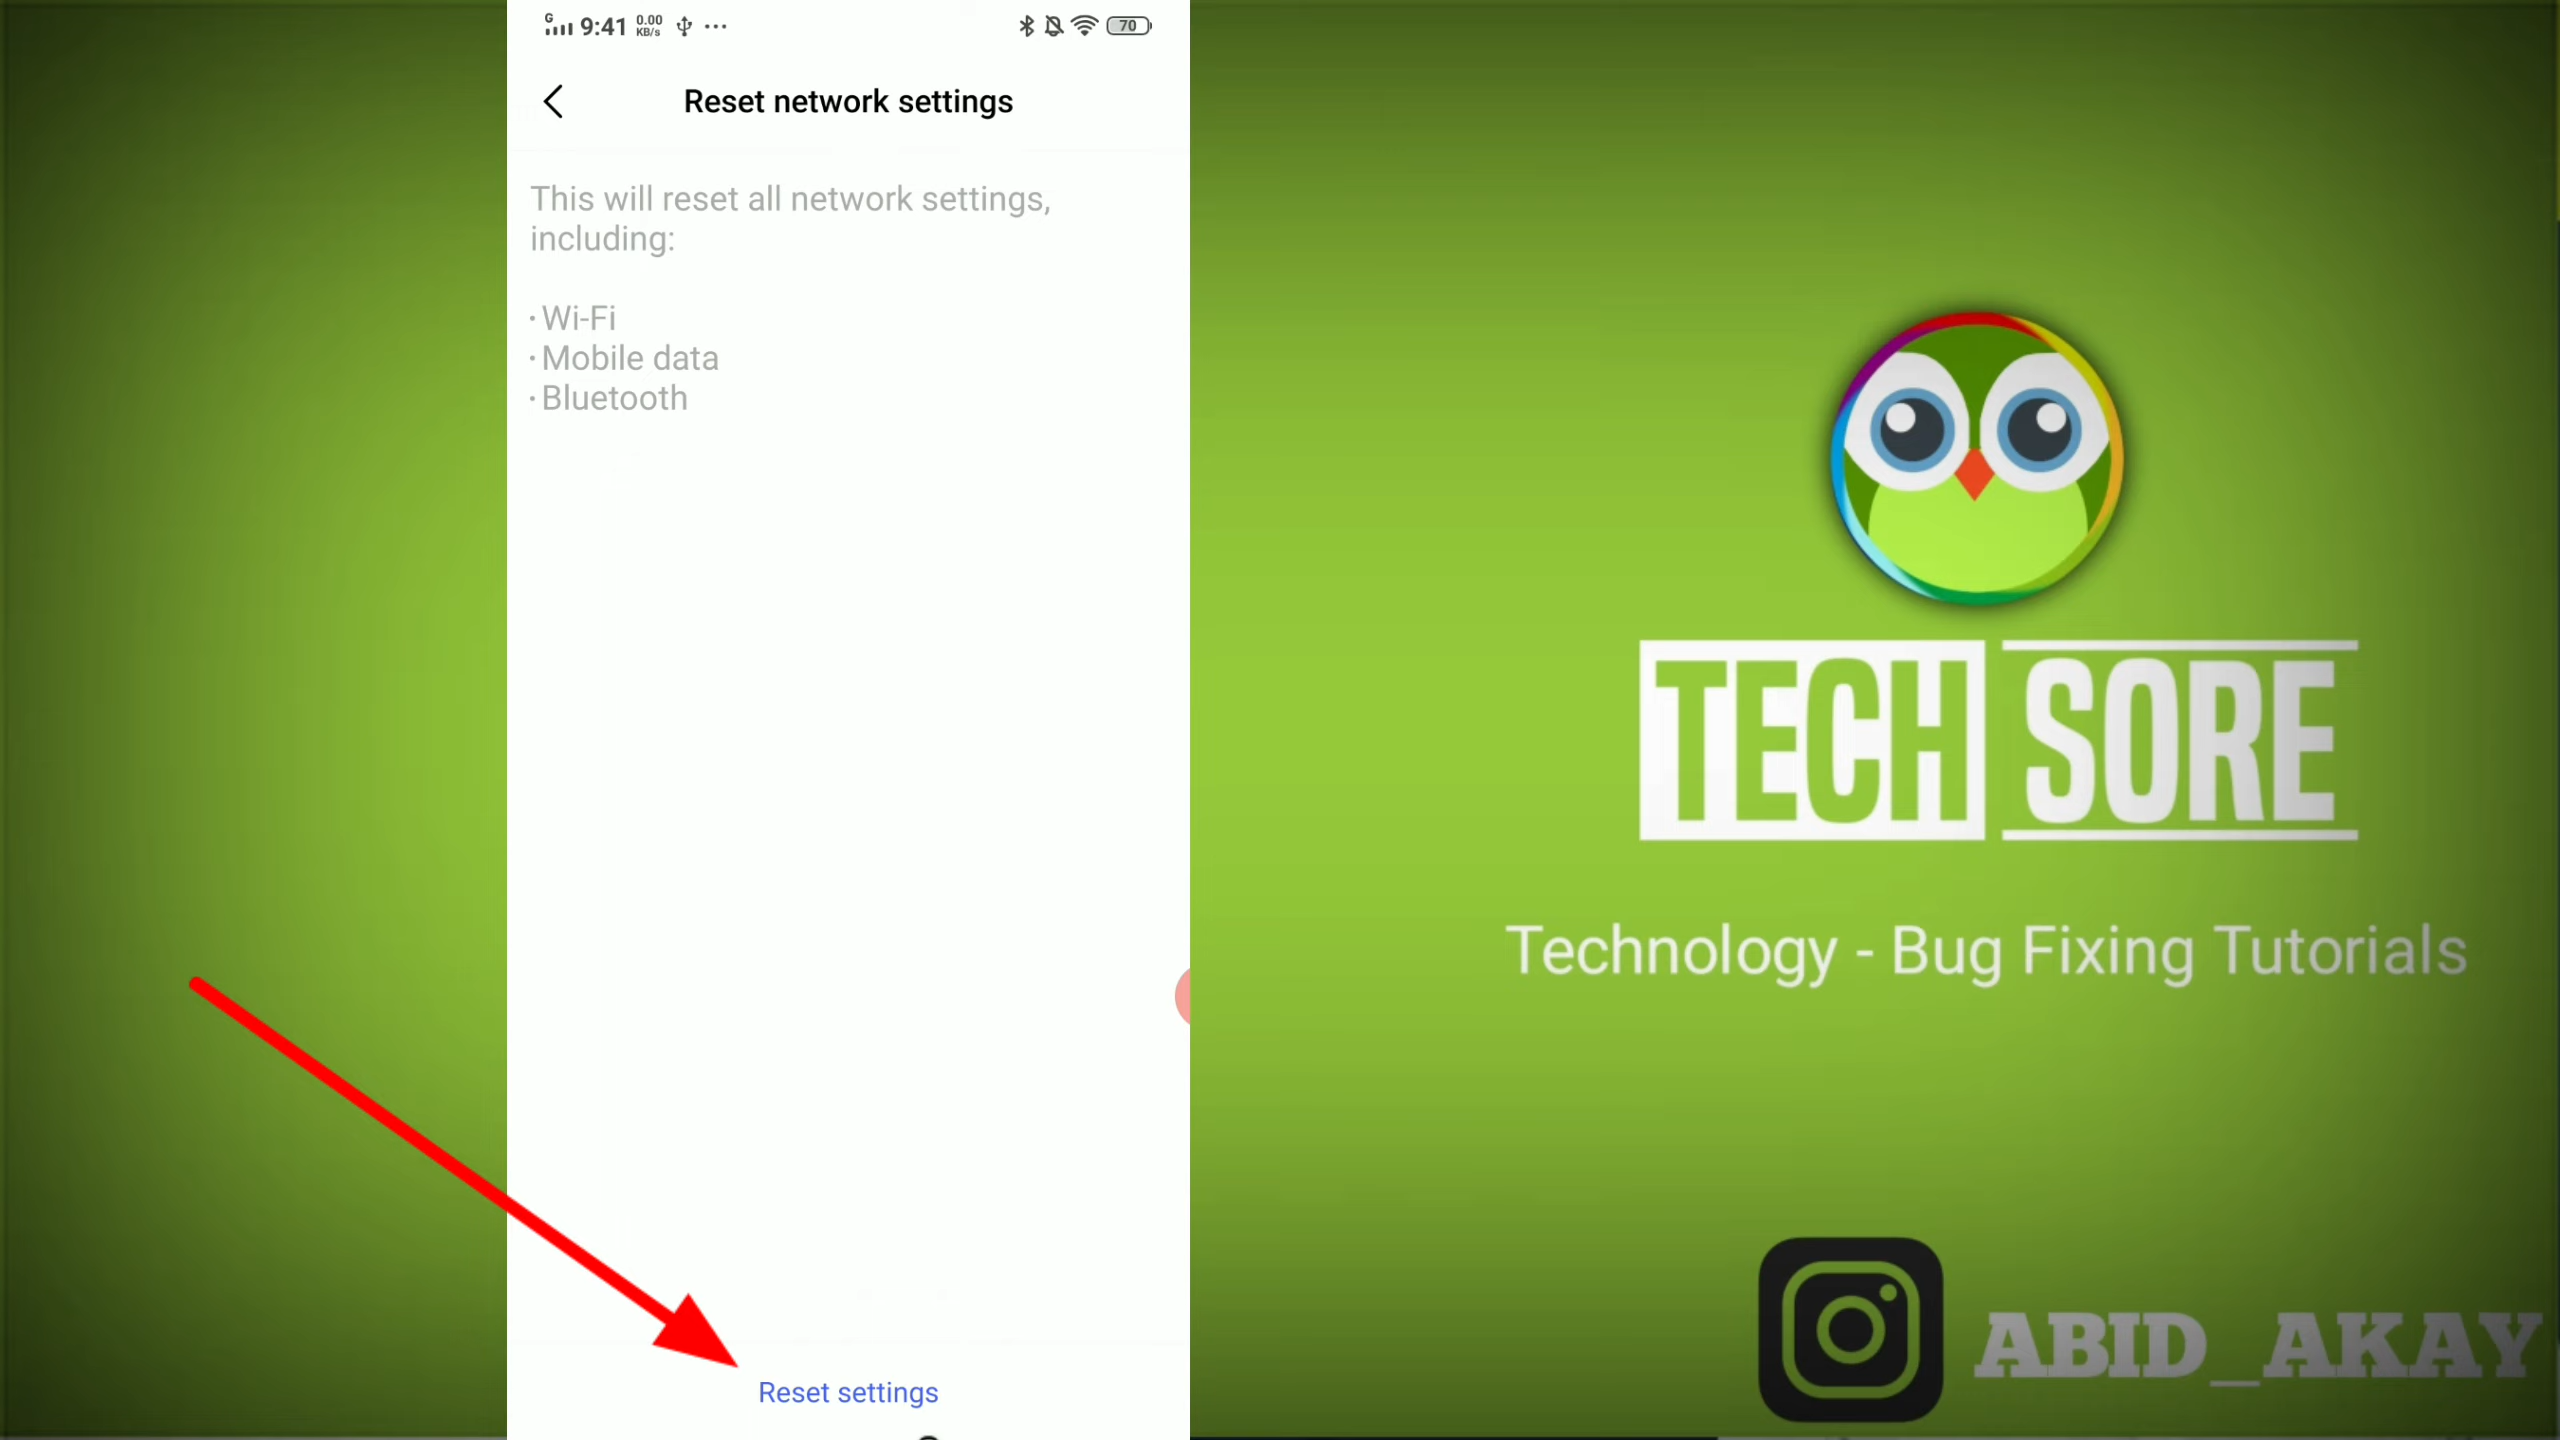 G 9:41 0.00 KB/s 70
Reset network settings
This will reset all network settings,
including:
· Wi-Fi
· Mobile data
· Bluetooth
Reset settings
TECH SORE
Technology - Bug Fixing Tutorials
ABID_AKAY